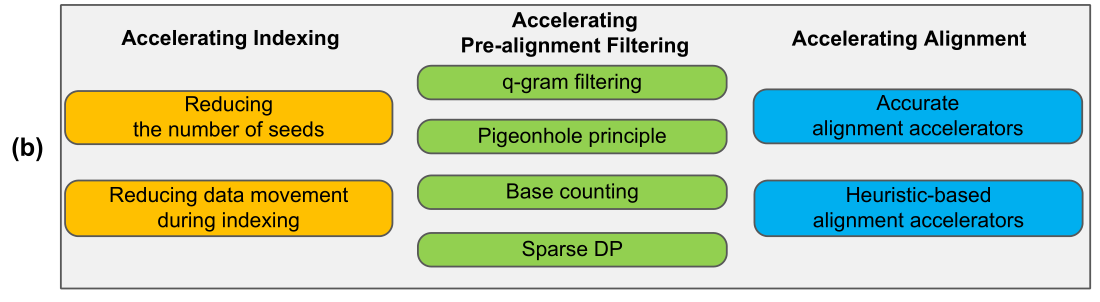 (b)
Accelerating Indexing
Reducing
the number of seeds
Reducing data movement
during indexing
Accelerating
Pre-alignment Filtering
q-gram filtering
Pigeonhole principle
Base counting
Sparse DP
Accelerating Alignment
Accurate
alignment accelerators
Heuristic-based
alignment accelerators